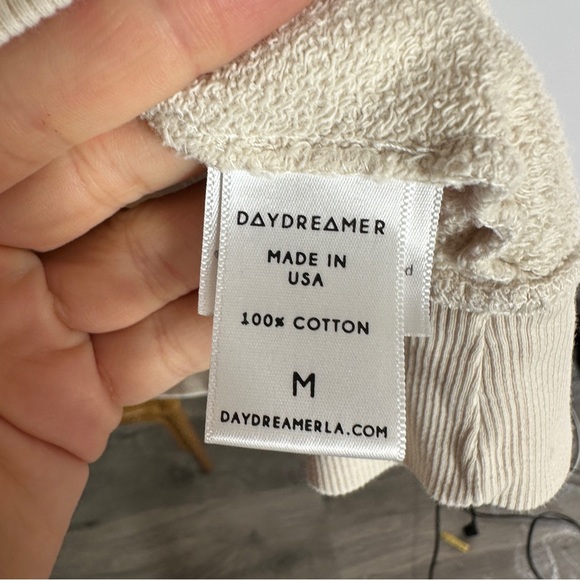 DAYDREAMER
MADE IN
USA
100% COTTON
M
DAYDREAMERLA.COM